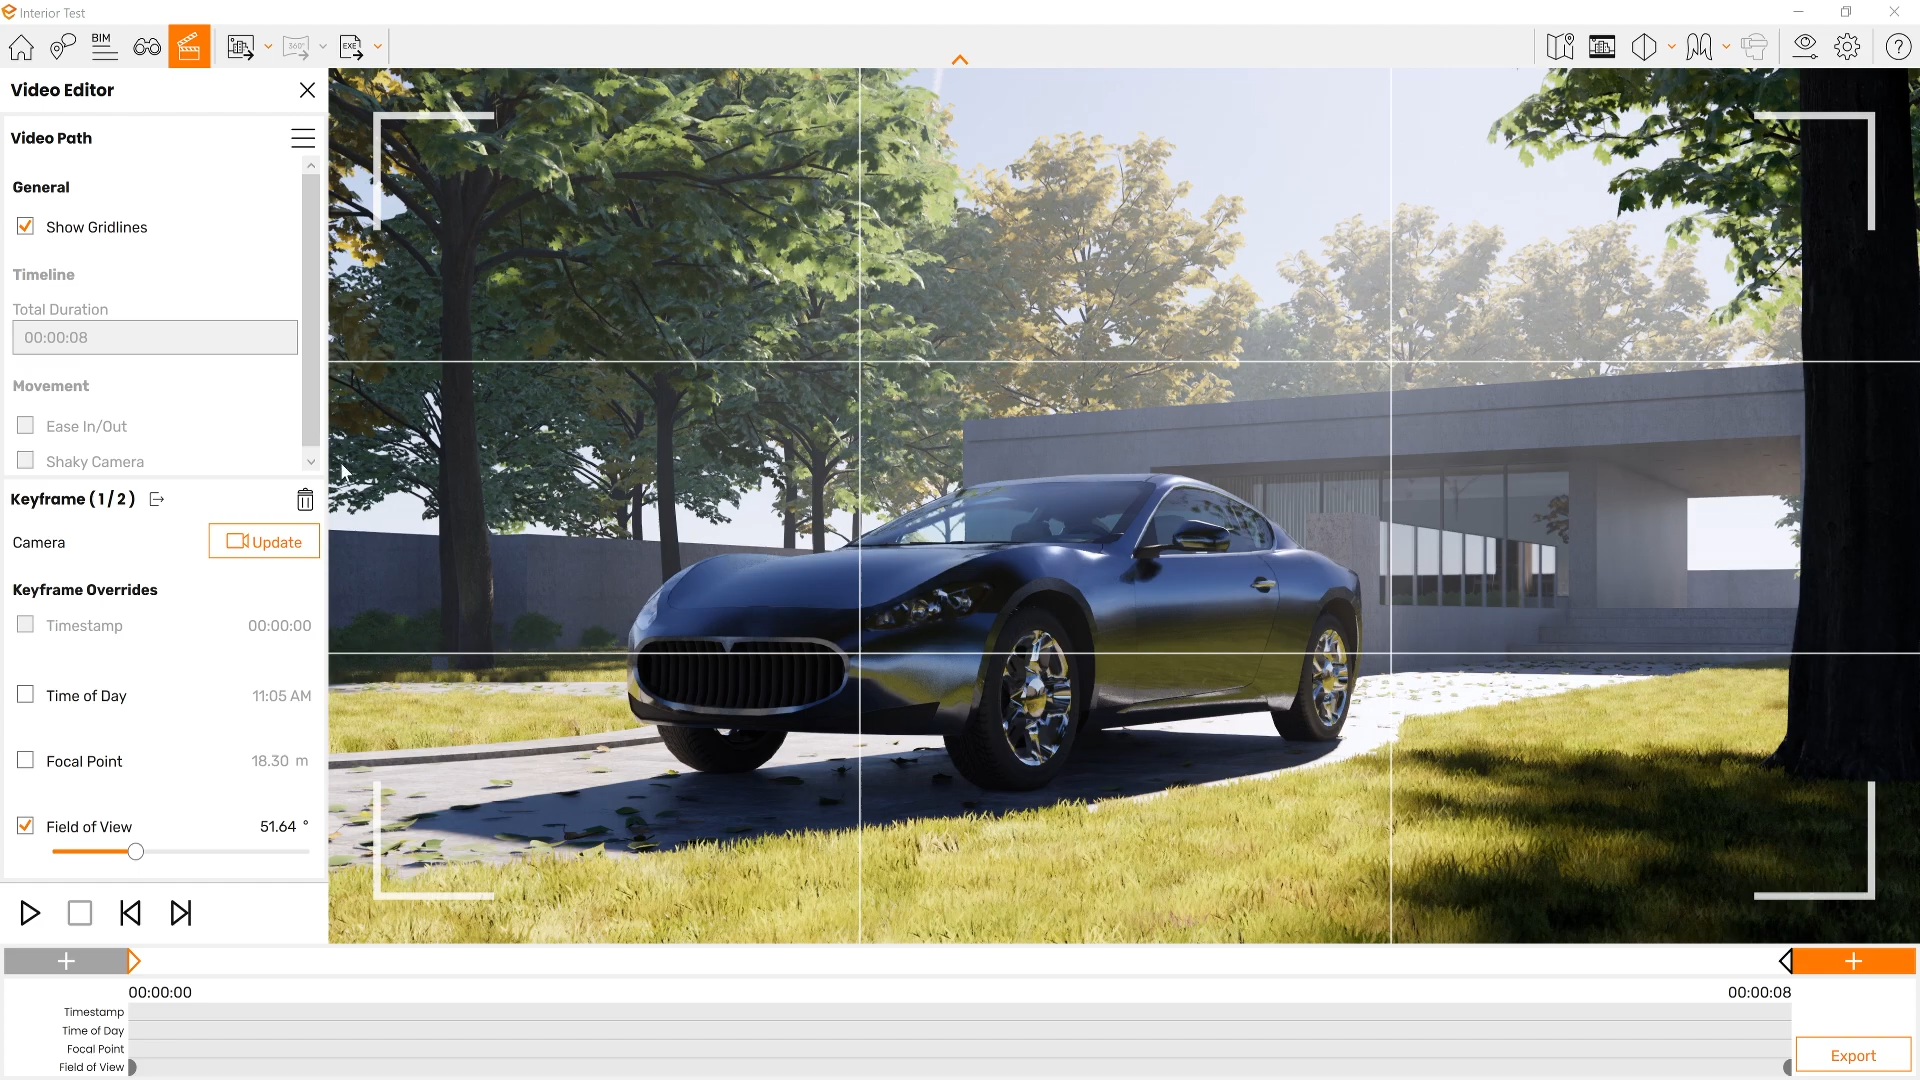 Interior Test
BIM
360°
EXE
Video Editor
Video Path
General
Show Gridlines
Timeline
Total Duration
00:00:08
Movement
Ease In/Out
Shaky Camera
Keyframe ( 1 / 2 )
Camera
Update
Keyframe Overrides
Timestamp 00:00:00
Time of Day 11:05 AM
Focal Point 18.30 m
Field of View 51.64 °
00:00:00 00:00:08
Timestamp
Time of Day
Focal Point
Field of View
Export